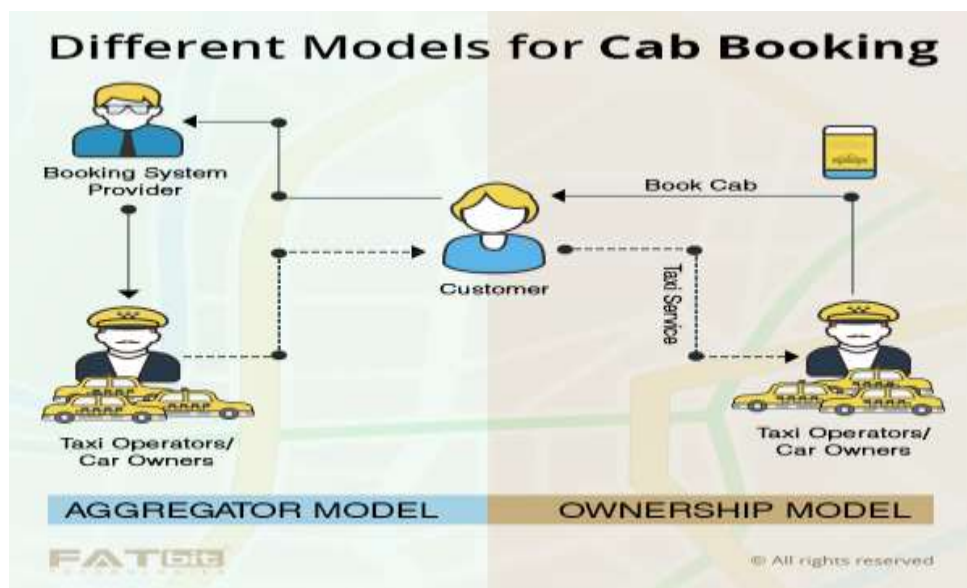 Different Models for Cab Booking
Booking System
Provider
Book Cab
Customer
Taxi Service
Taxi Operators/
Car Owners
Taxi Operators/
Car Owners
AGGREGATOR MODEL
OWNERSHIP MODEL
FATbit
© All rights reserved